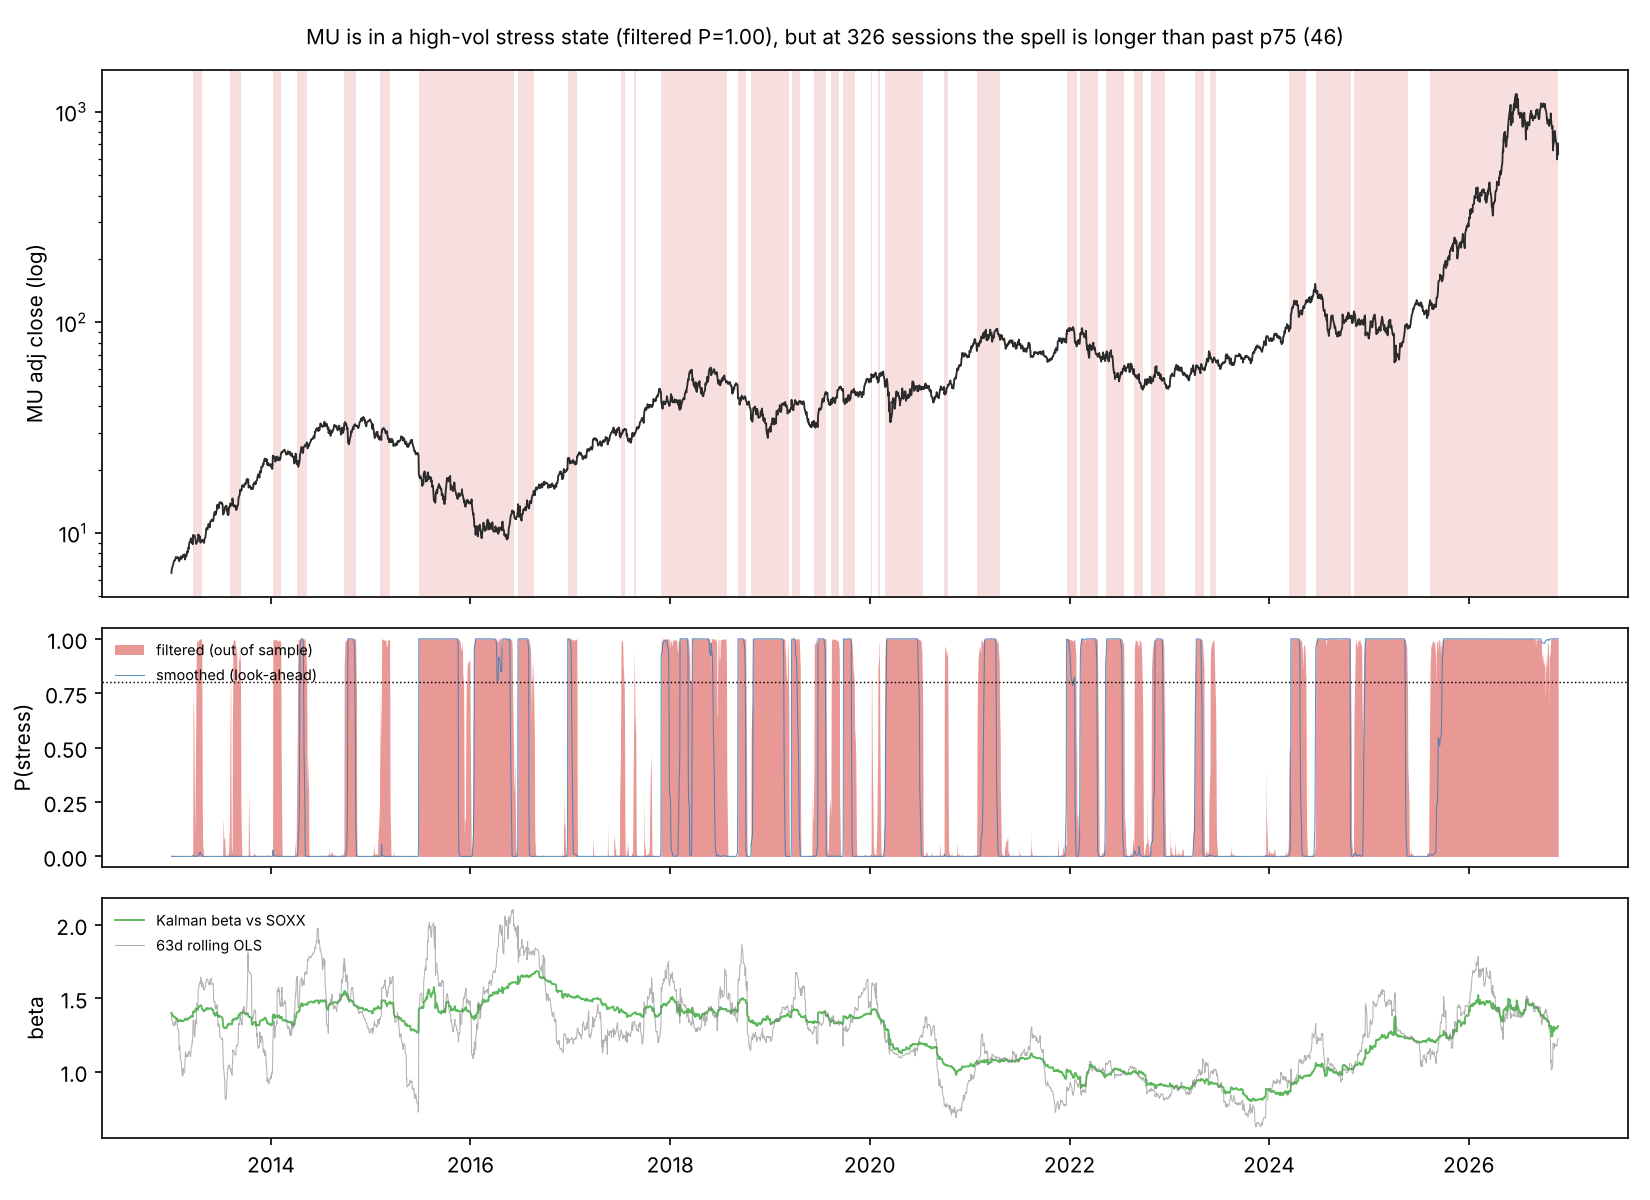 MU is in a high-vol stress state (filtered P=1.00), but at 326 sessions the spell is longer than past p75 (46)
MU adj close (log)
10³
10²
10¹
P(stress)
1.00
0.75
0.50
0.25
0.00
filtered (out of sample)
smoothed (look-ahead)
beta
2.0
1.5
1.0
Kalman beta vs SOXX
63d rolling OLS
2014 2016 2018 2020 2022 2024 2026